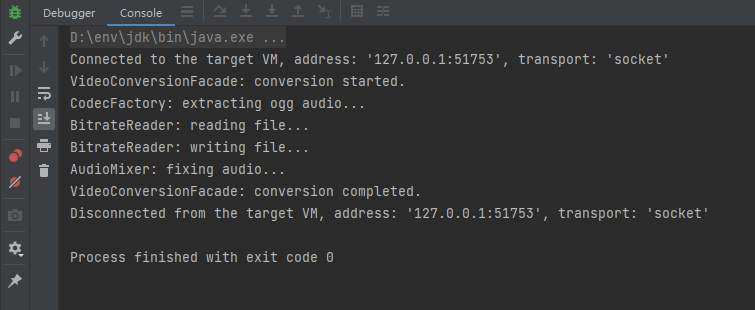 Debugger
Console
D:\env\jdk\bin\java.exe ...
Connected to the target VM, address: '127.0.0.1:51753', transport: 'socket'
VideoConversionFacade: conversion started.
CodecFactory: extracting ogg audio...
BitrateReader: reading file...
BitrateReader: writing file...
AudioMixer: fixing audio...
VideoConversionFacade: conversion completed.
Disconnected from the target VM, address: '127.0.0.1:51753', transport: 'socket'
Process finished with exit code 0